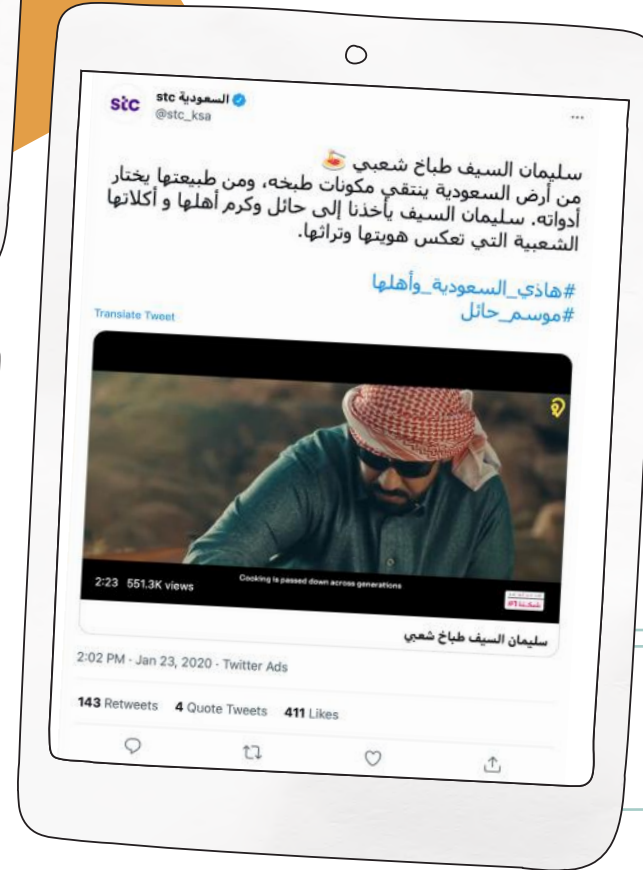 stc
السعودية stc
@stc_ksa
سليمان السيف طباخ شعبي 🍝
من أرض السعودية ينتقي مكونات طبخه، ومن طبيعتها يختار
أدواته. سليمان السيف يأخذنا إلى حائل وكرم أهلها و أكلاتها
الشعبية التي تعكس هويتها وتراثها.
#هاذي_السعودية_وأهلها
#موسم_حائل
Translate Tweet
2:23 551.3K views
Cooking is passed down across generations
سليمان السيف طباخ شعبي
2:02 PM · Jan 23, 2020 · Twitter Ads
143 Retweets 4 Quote Tweets 411 Likes